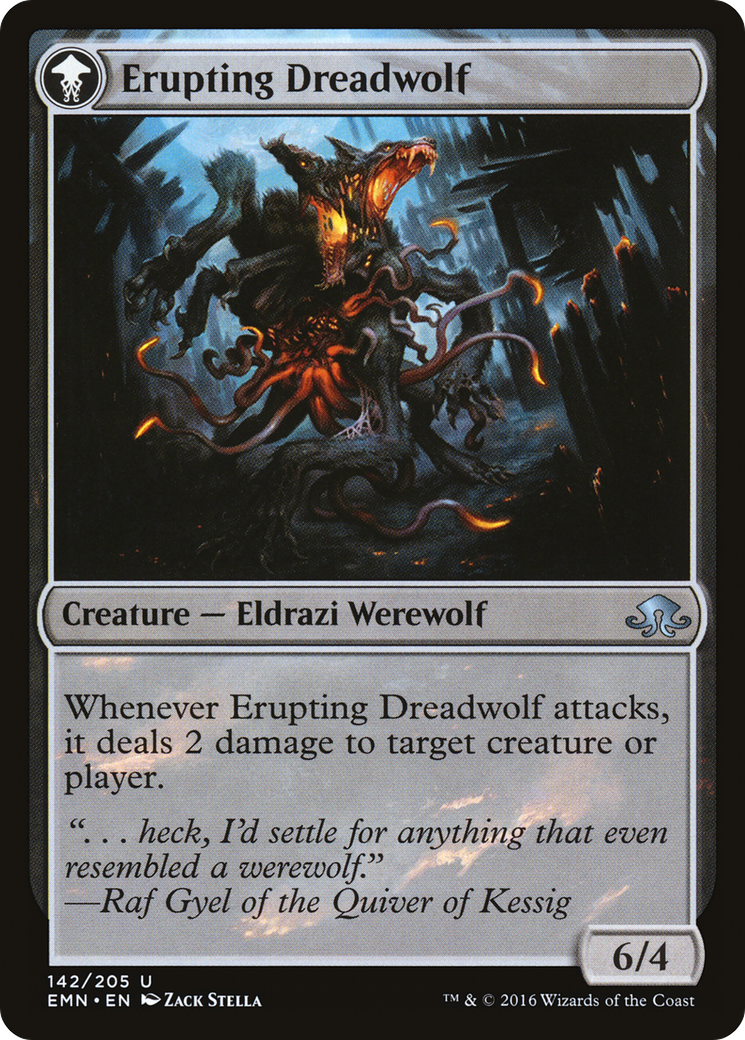 Erupting Dreadwolf
Creature — Eldrazi Werewolf
Whenever Erupting Dreadwolf attacks,
it deals 2 damage to target creature or
player.
“. . . heck, I’d settle for anything that even
resembled a werewolf.”
—Raf Gyel of the Quiver of Kessig
6/4
142/205 U
EMN • EN Zack Stella
™ & © 2016 Wizards of the Coast